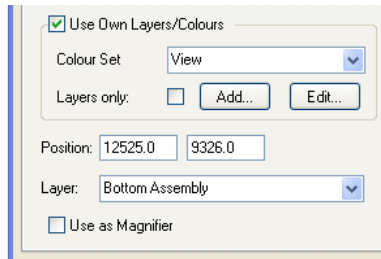 Use Own Layers/Colours
Colour Set View
Layers only: Add... Edit...
Position: 12525.0 9326.0
Layer: Bottom Assembly
Use as Magnifier